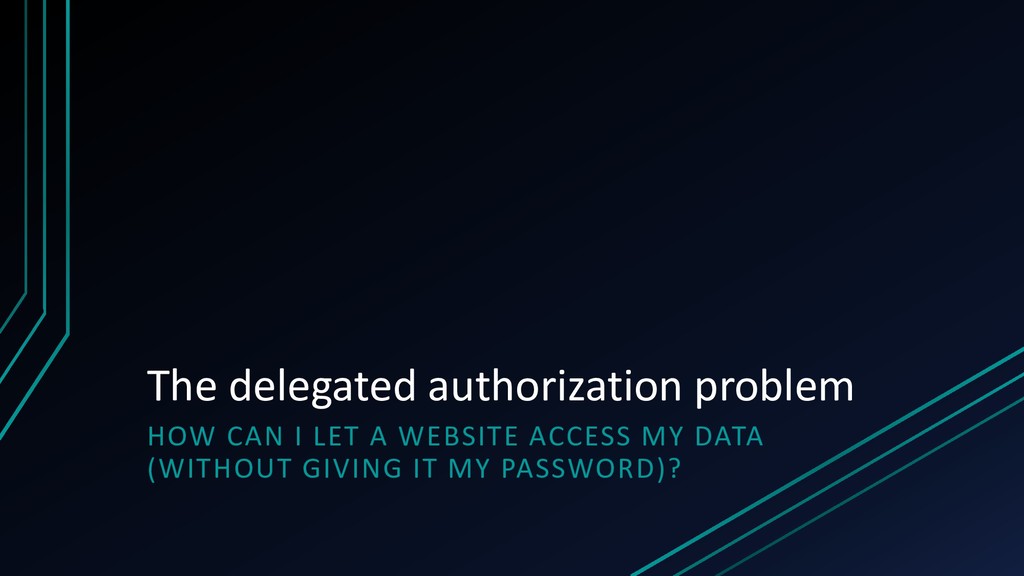 The delegated authorization problem
HOW CAN I LET A WEBSITE ACCESS MY DATA
(WITHOUT GIVING IT MY PASSWORD)?